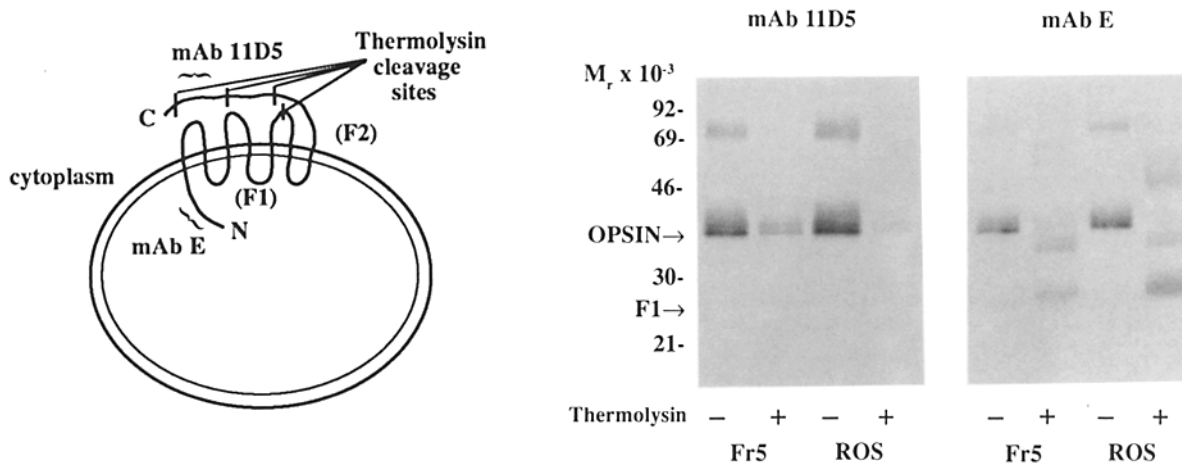 mAb 11D5
Thermolysin
cleavage
sites
C
(F2)
cytoplasm
(F1)
N
mAb E
mAb 11D5
mAb E
Mr x 10-3
92-
69-
46-
OPSIN→
30-
F1→
21-
Thermolysin − + − + − + − +
Fr5 ROS Fr5 ROS